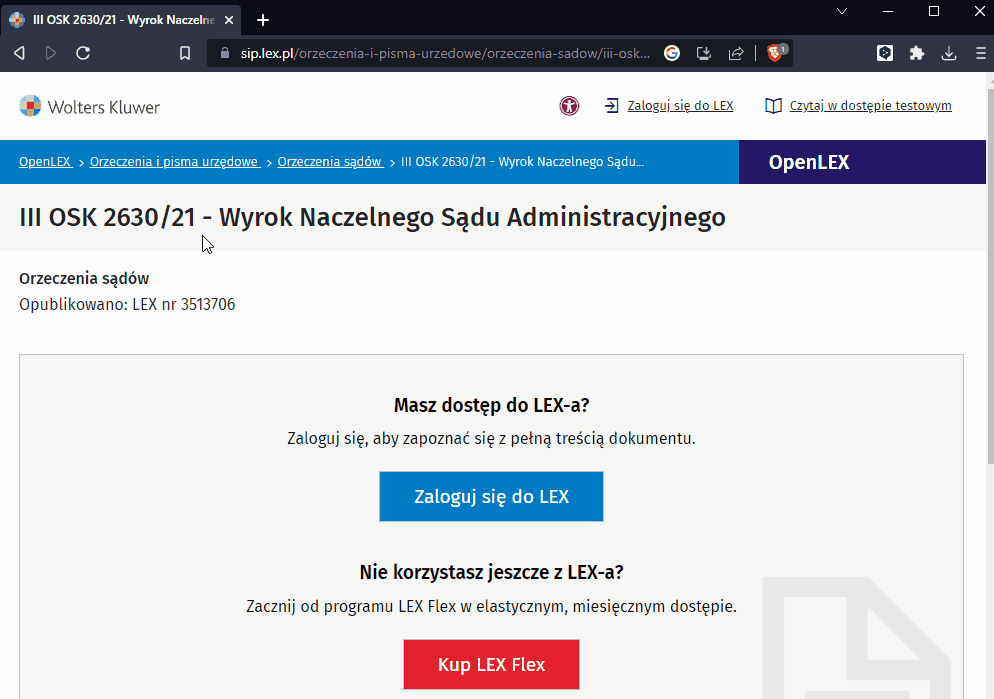 III OSK 2630/21 - Wyrok Naczeln
sip.lex.pl/orzeczenia-i-pisma-urzedowe/orzeczenia-sadow/iii-osk...
1
Wolters Kluwer
Zaloguj się do LEX
Czytaj w dostępie testowym
OpenLEX > Orzeczenia i pisma urzędowe > Orzeczenia sądów > III OSK 2630/21 - Wyrok Naczelnego Sądu...
OpenLEX
III OSK 2630/21 - Wyrok Naczelnego Sądu Administracyjnego
Orzeczenia sądów
Opublikowano: LEX nr 3513706
Masz dostęp do LEX-a?
Zaloguj się, aby zapoznać się z pełną treścią dokumentu.
Zaloguj się do LEX
Nie korzystasz jeszcze z LEX-a?
Zacznij od programu LEX Flex w elastycznym, miesięcznym dostępie.
Kup LEX Flex